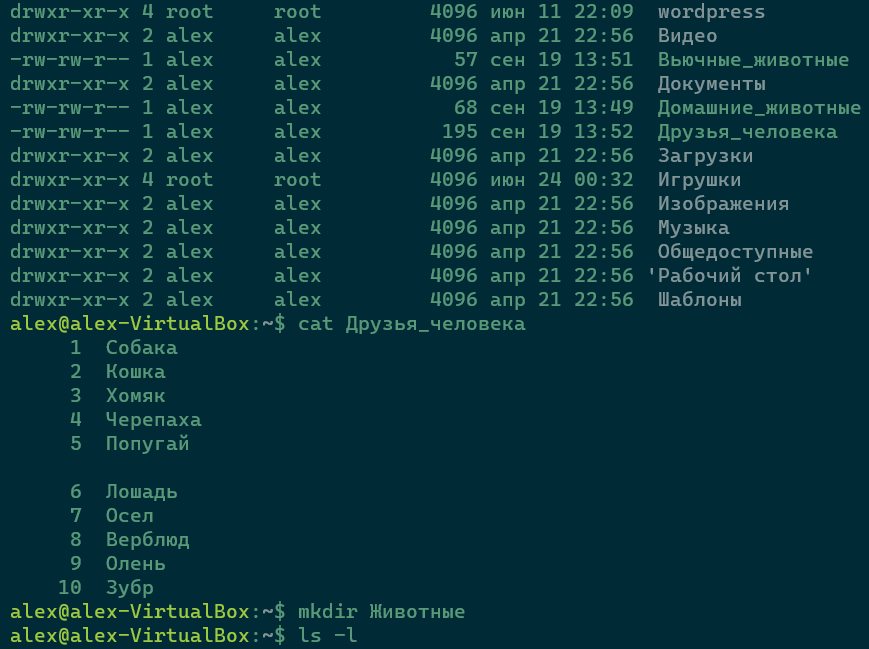 drwxr-xr-x 4 root     root         4096 июн 11 22:09  wordpress
drwxr-xr-x 2 alex     alex         4096 апр 21 22:56  Видео
-rw-rw-r-- 1 alex     alex           57 сен 19 13:51  Вьючные_животные
drwxr-xr-x 2 alex     alex         4096 апр 21 22:56  Документы
-rw-rw-r-- 1 alex     alex           68 сен 19 13:49  Домашние_животные
-rw-rw-r-- 1 alex     alex          195 сен 19 13:52  Друзья_человека
drwxr-xr-x 2 alex     alex         4096 апр 21 22:56  Загрузки
drwxr-xr-x 4 root     root         4096 июн 24 00:32  Игрушки
drwxr-xr-x 2 alex     alex         4096 апр 21 22:56  Изображения
drwxr-xr-x 2 alex     alex         4096 апр 21 22:56  Музыка
drwxr-xr-x 2 alex     alex         4096 апр 21 22:56  Общедоступные
drwxr-xr-x 2 alex     alex         4096 апр 21 22:56 'Рабочий стол'
drwxr-xr-x 2 alex     alex         4096 апр 21 22:56  Шаблоны
alex@alex-VirtualBox:~$ cat Друзья_человека
     1  Собака
     2  Кошка
     3  Хомяк
     4  Черепаха
     5  Попугай
     6  Лошадь
     7  Осел
     8  Верблюд
     9  Олень
    10  Зубр
alex@alex-VirtualBox:~$ mkdir Животные
alex@alex-VirtualBox:~$ ls -l